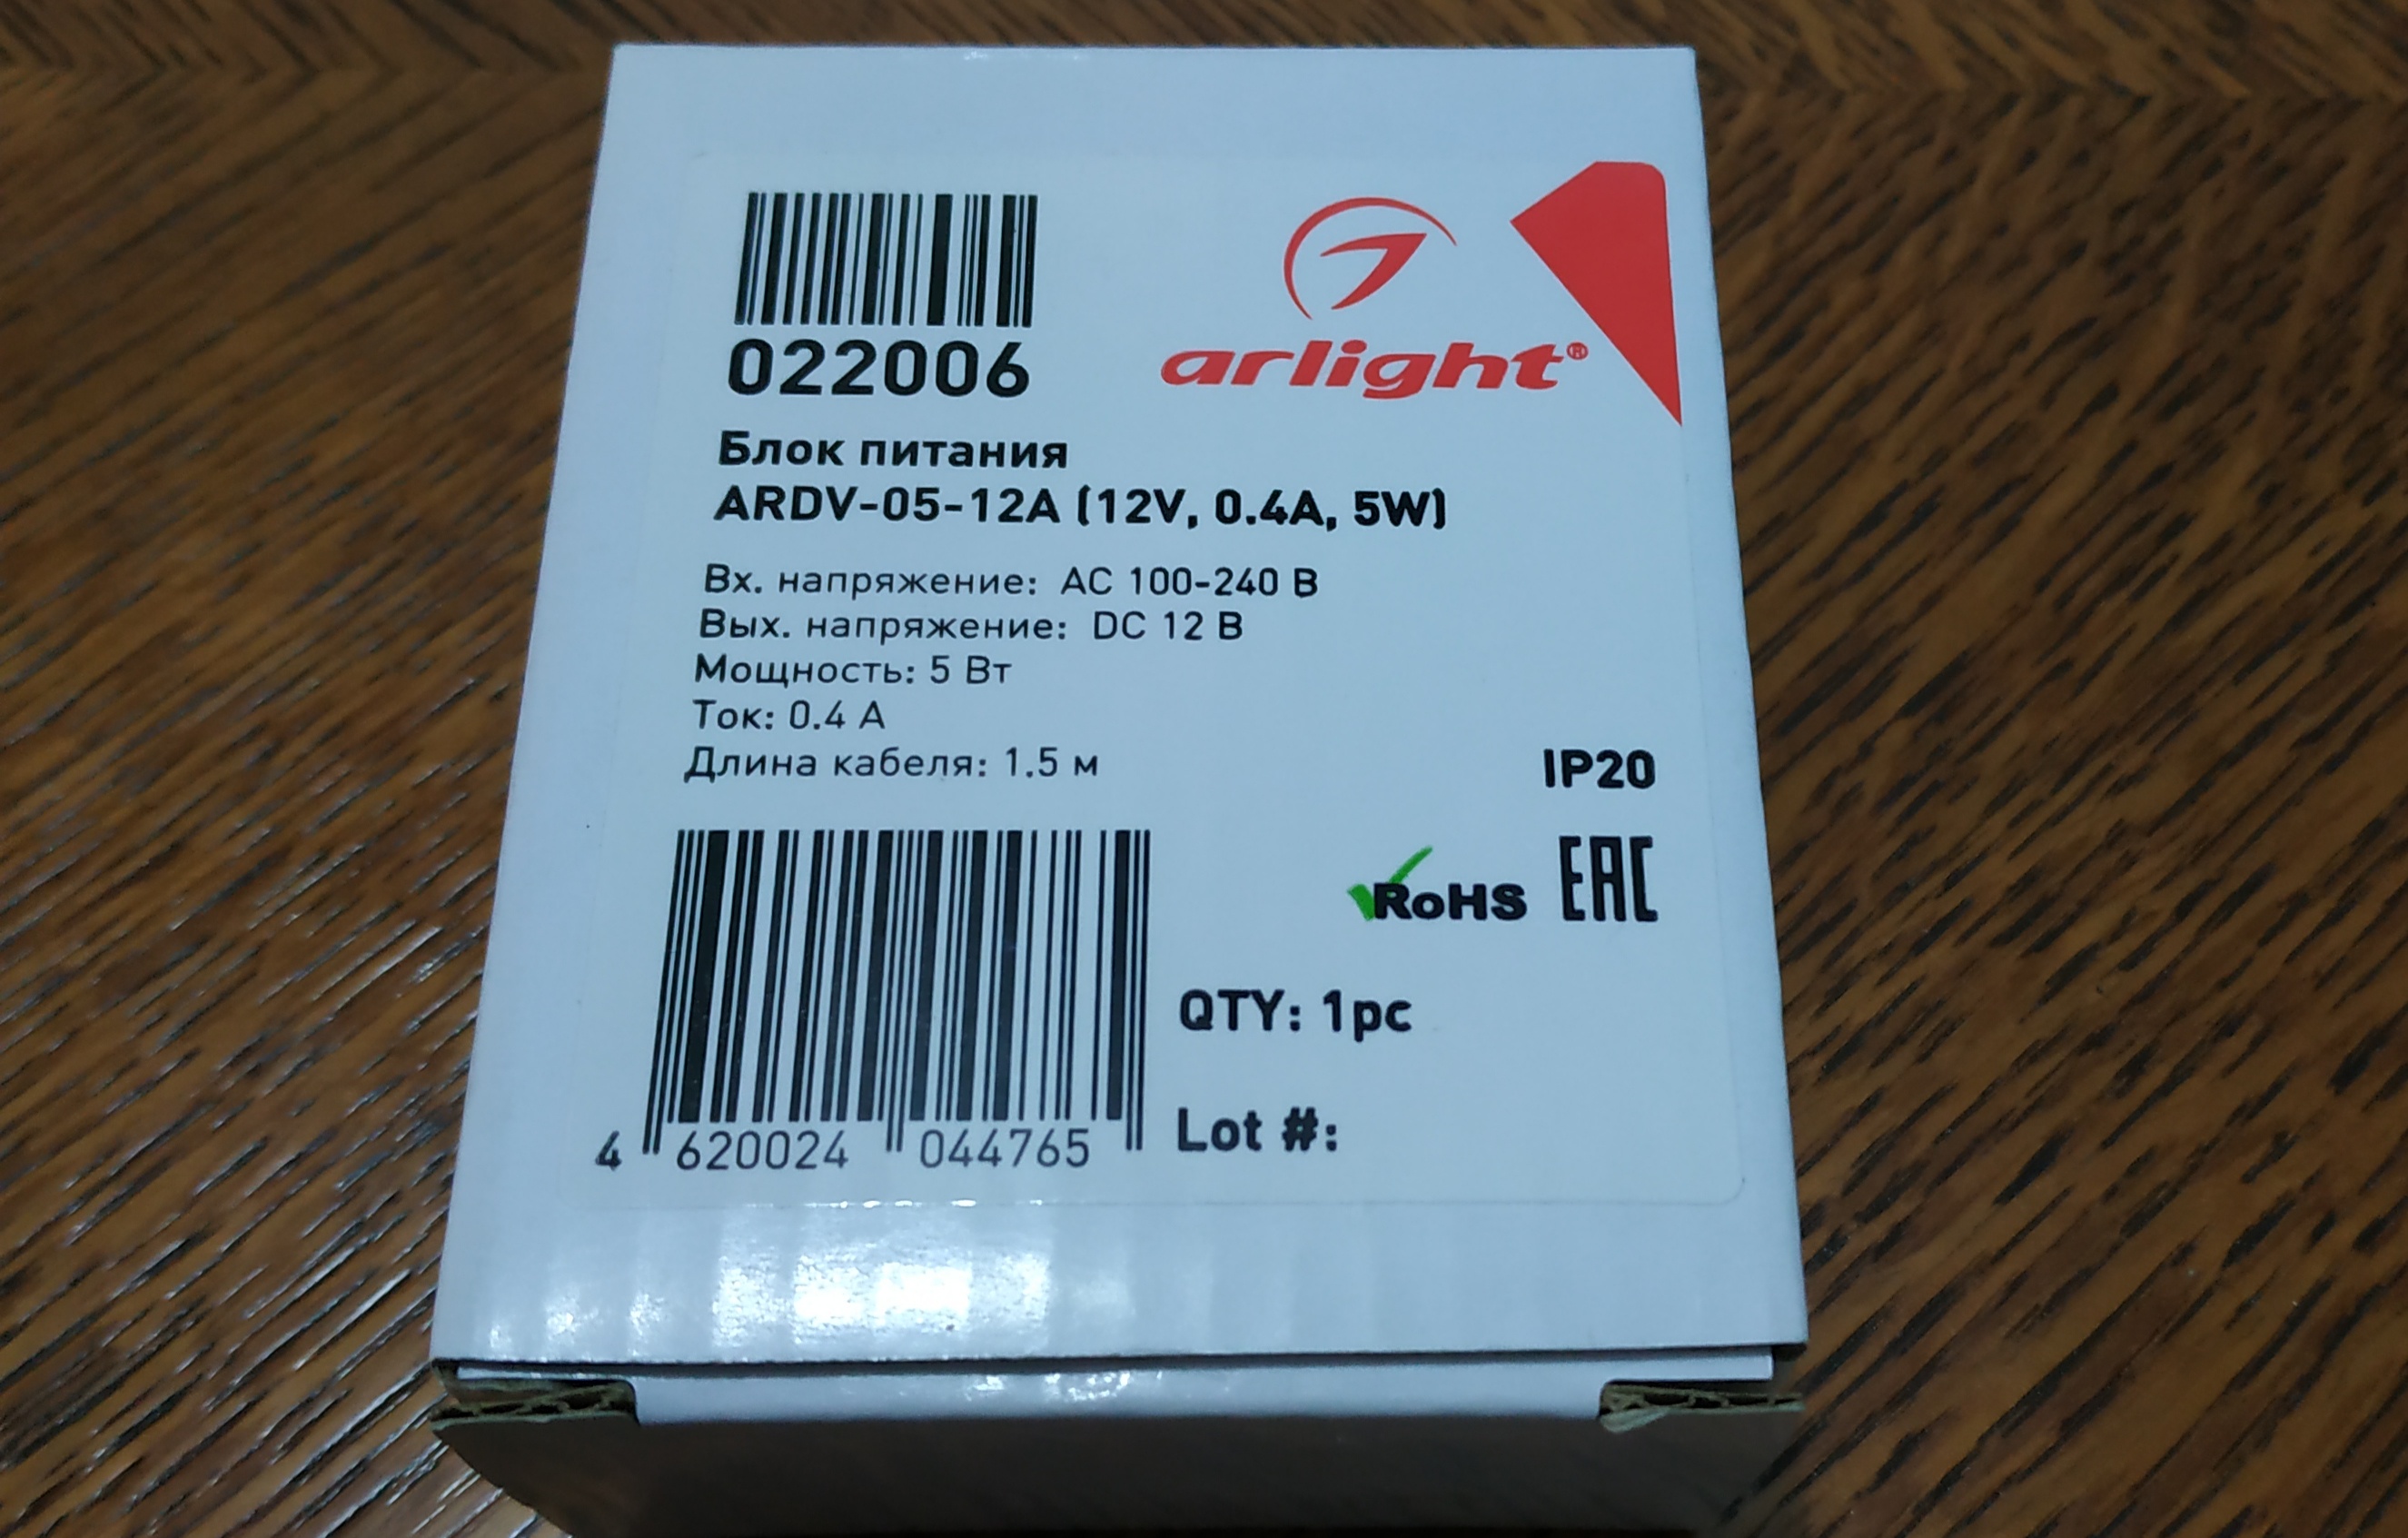 022006
arlight®
Блок питания
ARDV-05-12A (12V, 0.4A, 5W)
Вх. напряжение: AC 100-240 В
Вых. напряжение: DC 12 В
Мощность: 5 Вт
Ток: 0.4 А
Длина кабеля: 1.5 м
IP20
RoHS EAC
QTY: 1pc
Lot #:
4 620024 044765